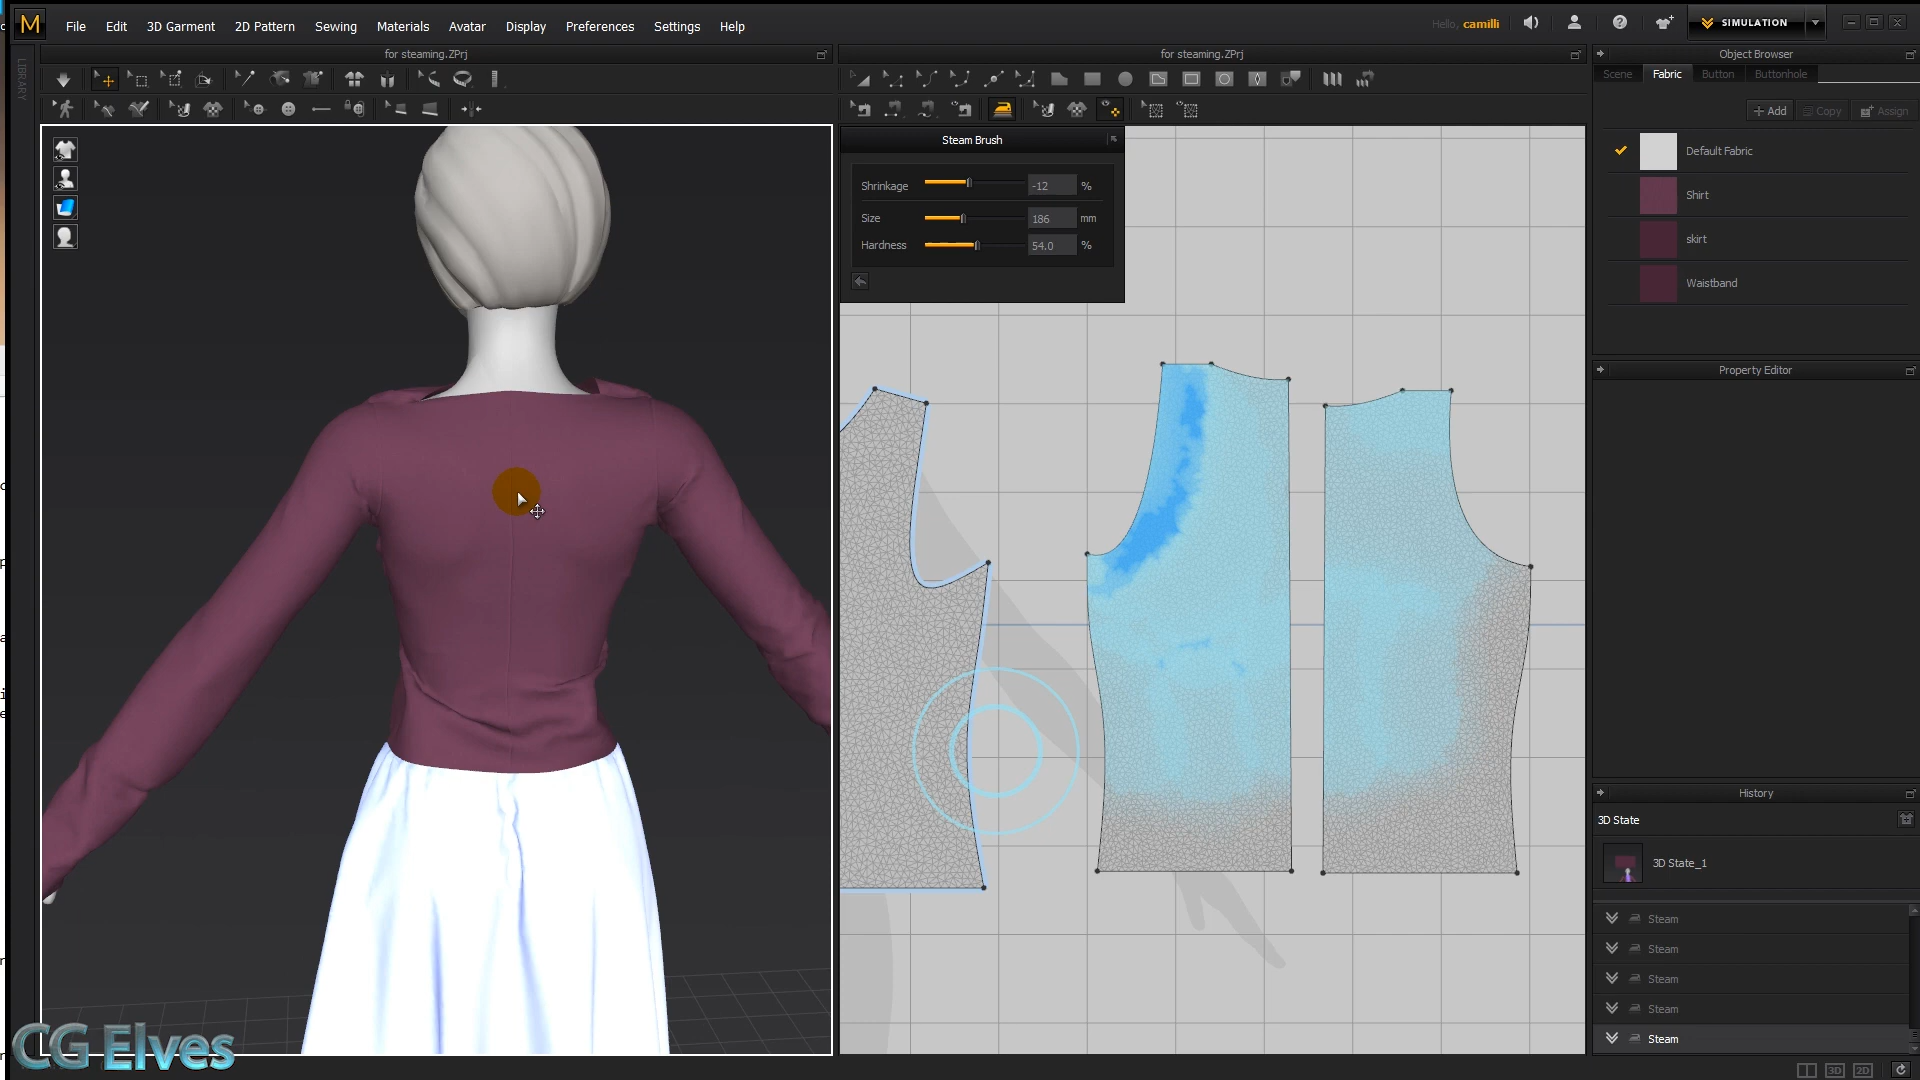 M File Edit 3D Garment 2D Pattern Sewing Materials Avatar Display Preferences Settings Help Hello, camilli SIMULATION
for steaming.ZPrj for steaming.ZPrj Object Browser
LIBRARY
Scene Fabric Button Buttonhole
+ Add Copy Assign
Steam Brush
Default Fabric
Shrinkage -12 %
Shirt
Size 186 mm
skirt
Hardness 54.0 %
Waistband
Property Editor
History
3D State
3D State_1
Steam
Steam
Steam
Steam
Steam
CG Elves
3D 2D